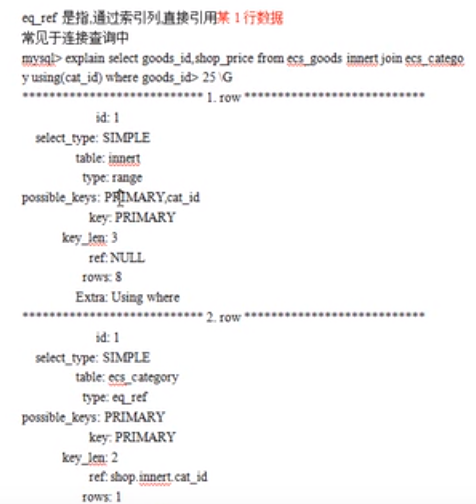 eq_ref 是指,通过索引列,直接引用某 1 行数据
常见于连接查询中
mysql> explain select goods_id,shop_price from ecs_goods innert join ecs_catego
y using(cat_id) where goods_id> 25 \G
*************************** 1. row ***************************
id: 1
select_type: SIMPLE
table: innert
type: range
possible_keys: PRIMARY,cat_id
key: PRIMARY
key_len: 3
ref: NULL
rows: 8
Extra: Using where
*************************** 2. row ***************************
id: 1
select_type: SIMPLE
table: ecs_category
type: eq_ref
possible_keys: PRIMARY
key: PRIMARY
key_len: 2
ref: shop.innert.cat_id
rows: 1